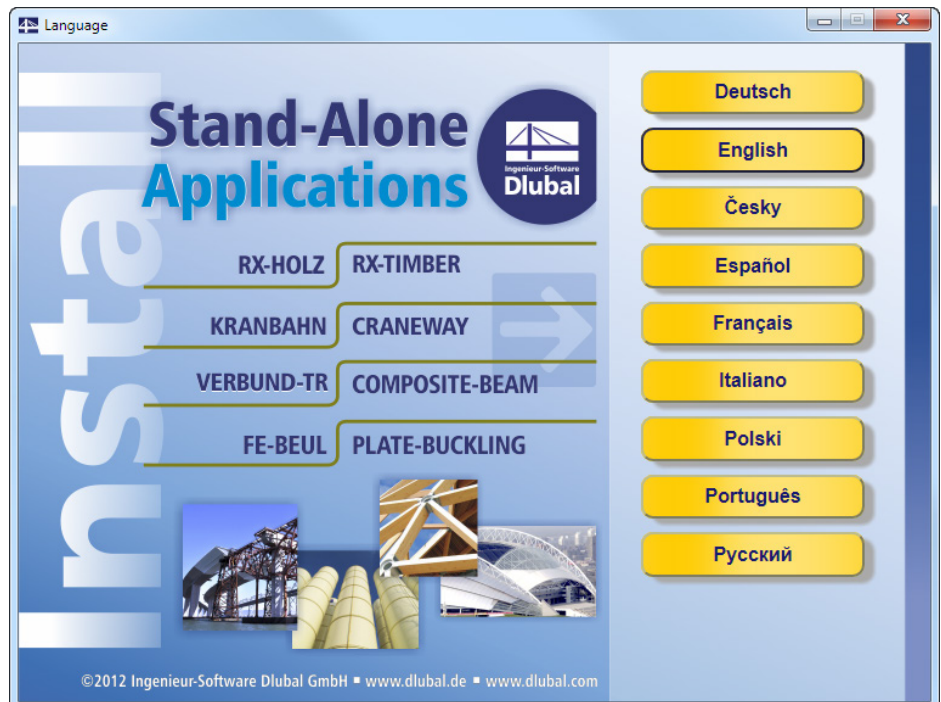 Language
Install
Stand-Alone
Applications
Ingenieur-Software
Dlubal
RX-HOLZ RX-TIMBER
KRANBAHN CRANEWAY
VERBUND-TR COMPOSITE-BEAM
FE-BEUL PLATE-BUCKLING
©2012 Ingenieur-Software Dlubal GmbH ▪ www.dlubal.de ▪ www.dlubal.com
Deutsch
English
Česky
Español
Français
Italiano
Polski
Português
Русский